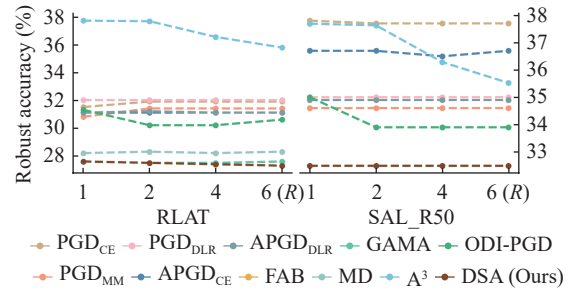 Robust accuracy (%)
38
36
34
32
30
28
38
37
36
35
34
33
1 2 4 6 (R)
1 2 4 6 (R)
RLAT
SAL_R50
PGD_CE PGD_DLR APGD_DLR GAMA ODI-PGD
PGD_MM APGD_CE FAB MD A³ DSA (Ours)